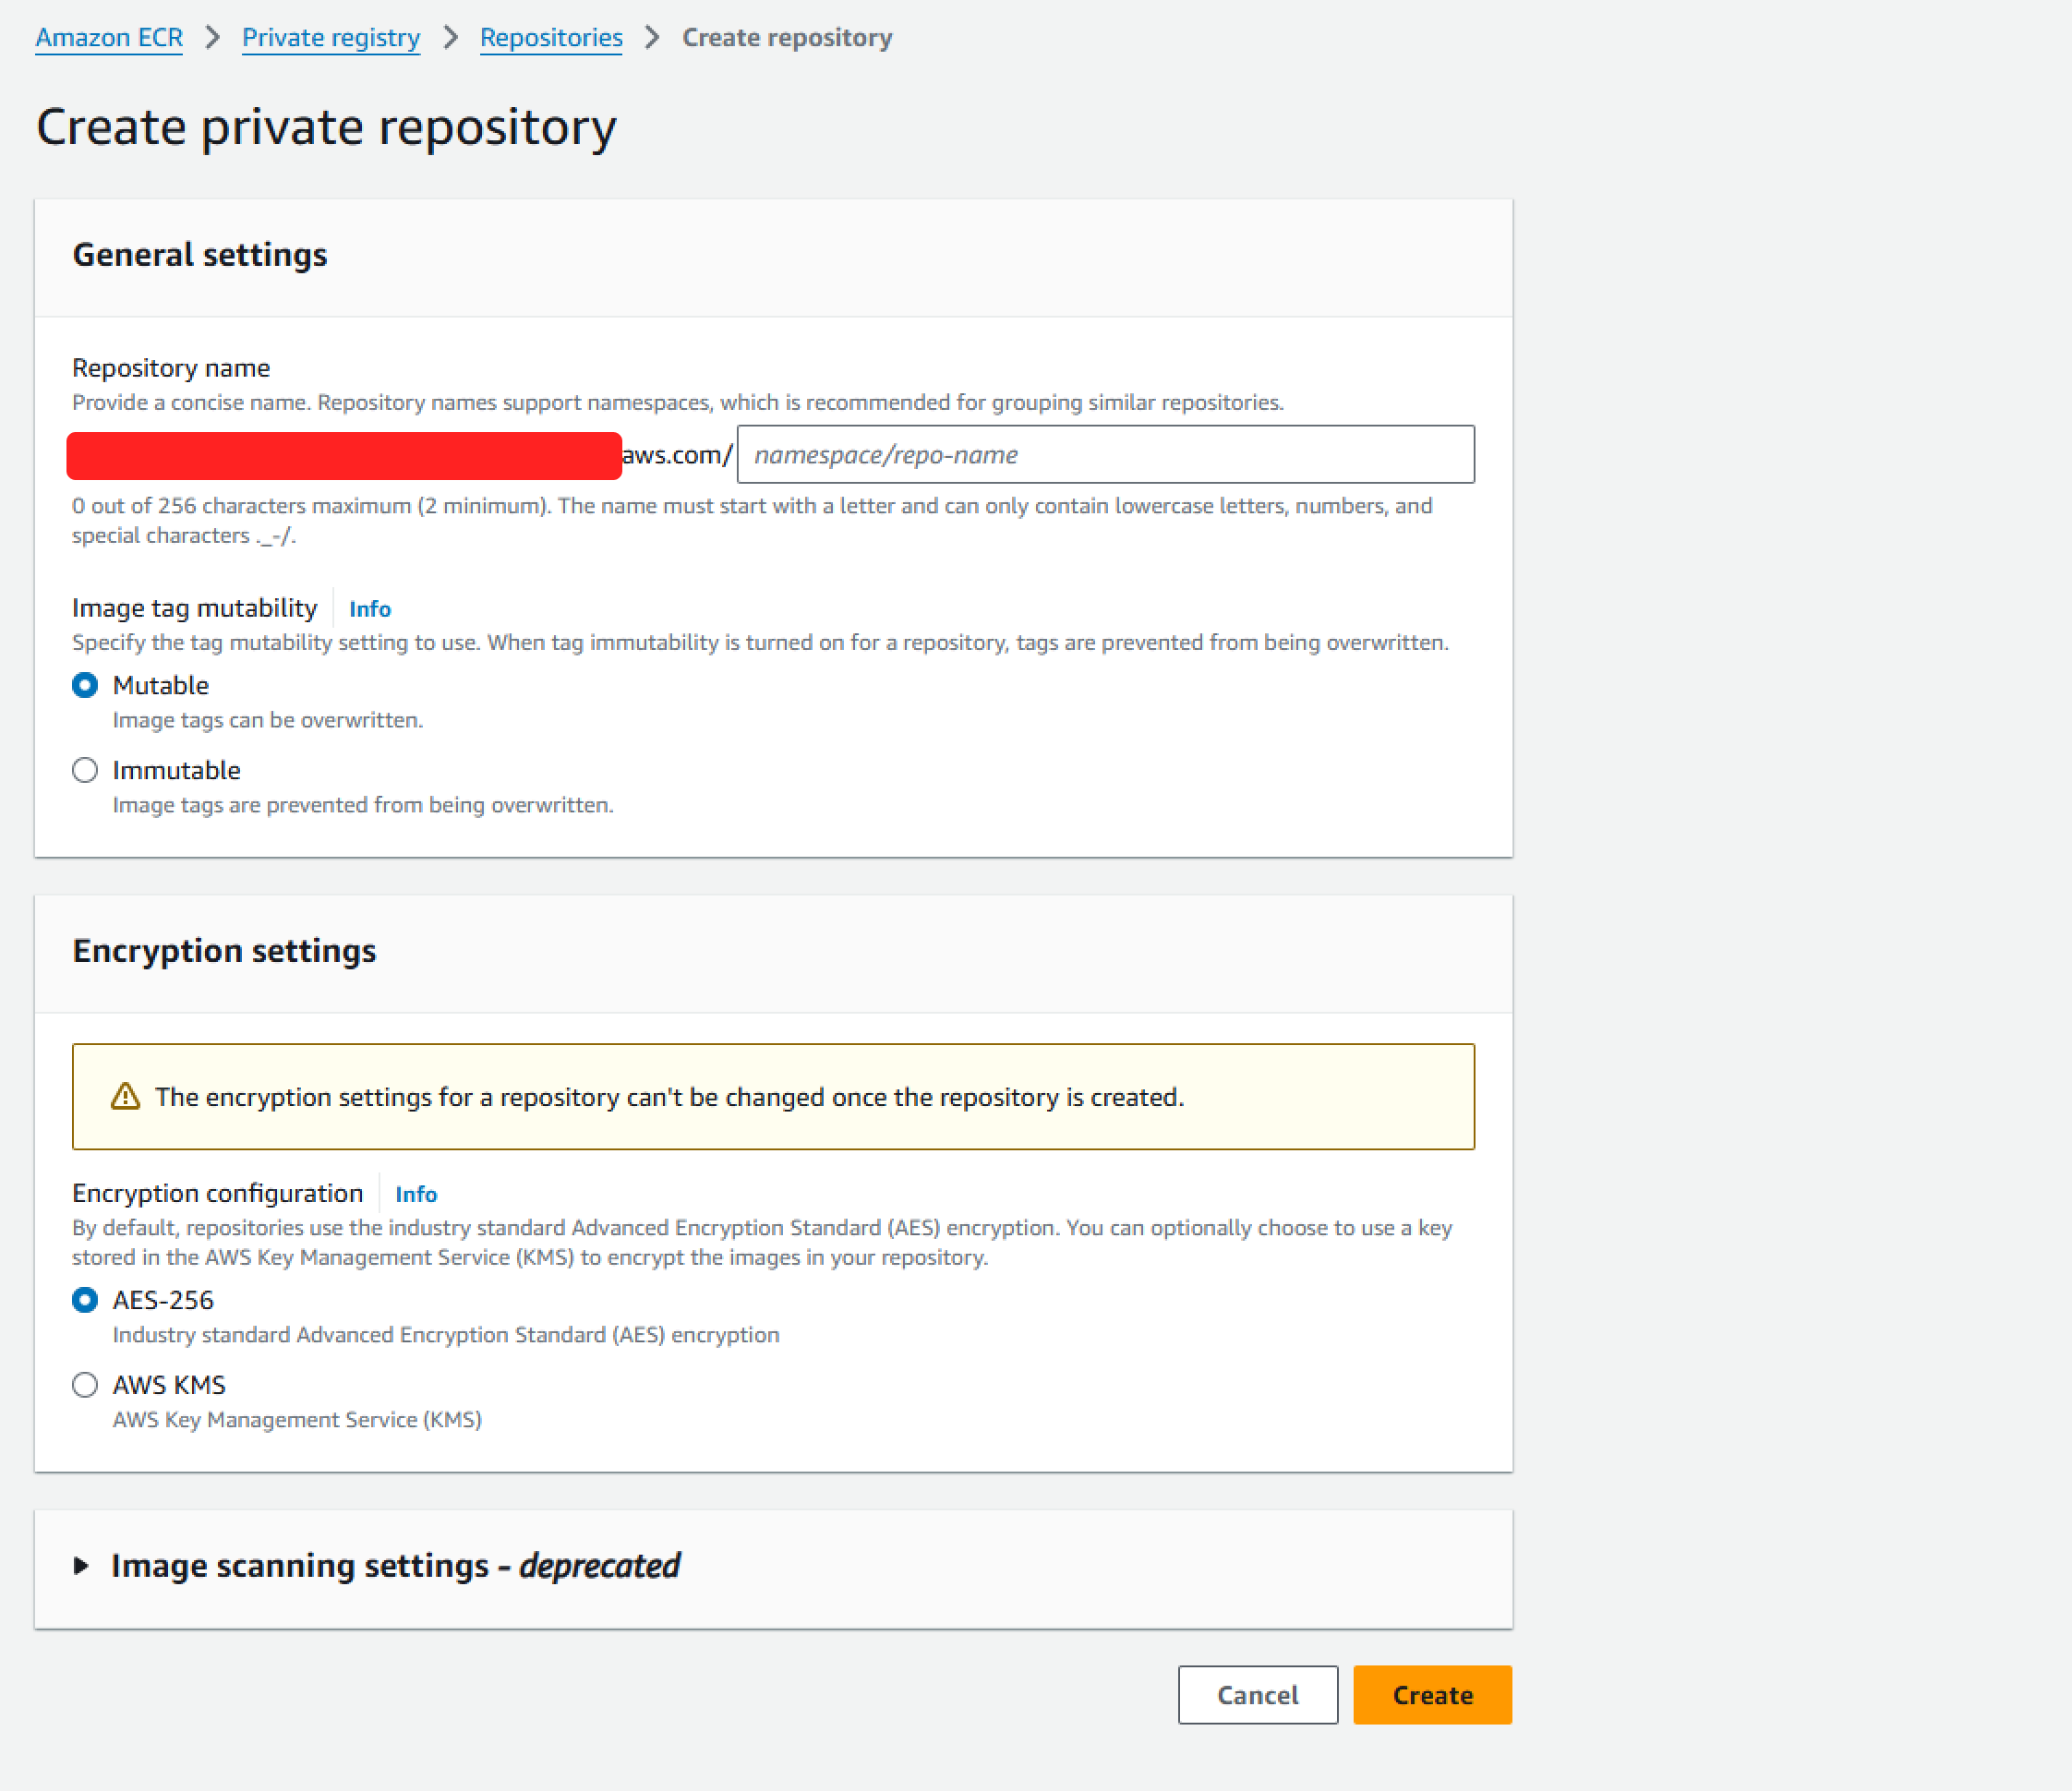 Amazon ECR > Private registry > Repositories > Create repository
Create private repository
General settings
Repository name
Provide a concise name. Repository names support namespaces, which is recommended for grouping similar repositories.
aws.com/ namespace/repo-name
0 out of 256 characters maximum (2 minimum). The name must start with a letter and can only contain lowercase letters, numbers, and
special characters ._-/.
Image tag mutability Info
Specify the tag mutability setting to use. When tag immutability is turned on for a repository, tags are prevented from being overwritten.
Mutable
Image tags can be overwritten.
Immutable
Image tags are prevented from being overwritten.
Encryption settings
The encryption settings for a repository can't be changed once the repository is created.
Encryption configuration Info
By default, repositories use the industry standard Advanced Encryption Standard (AES) encryption. You can optionally choose to use a key
stored in the AWS Key Management Service (KMS) to encrypt the images in your repository.
AES-256
Industry standard Advanced Encryption Standard (AES) encryption
AWS KMS
AWS Key Management Service (KMS)
Image scanning settings - deprecated
Cancel Create